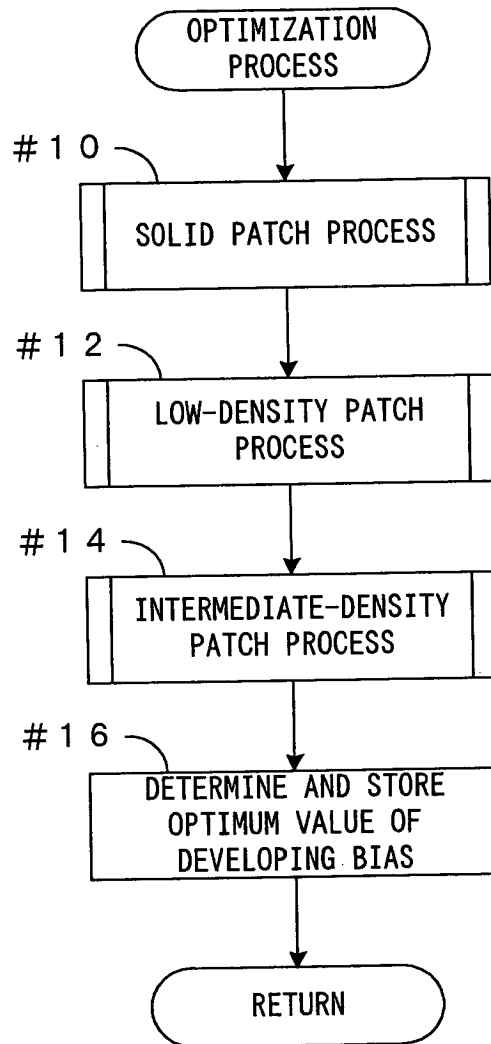 OPTIMIZATION
PROCESS
#10
SOLID PATCH PROCESS
#12
LOW-DENSITY PATCH
PROCESS
#14
INTERMEDIATE-DENSITY
PATCH PROCESS
#16
DETERMINE AND STORE
OPTIMUM VALUE OF
DEVELOPING BIAS
RETURN